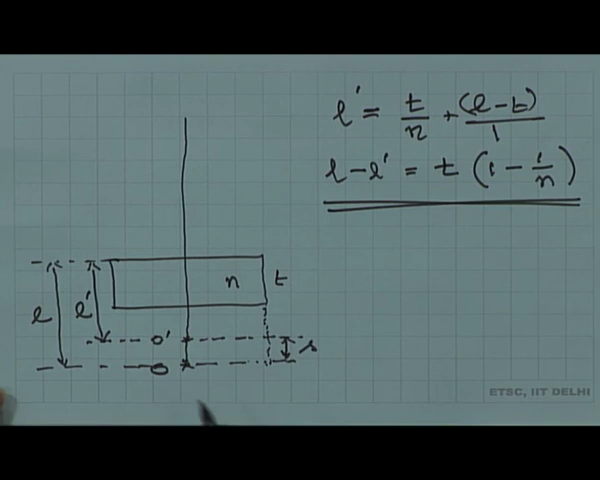 l' = t/n + (l-t)/1
l - l' = t (1 - 1/n)
n t
l l' o' s
o
ETSC, IIT DELHI